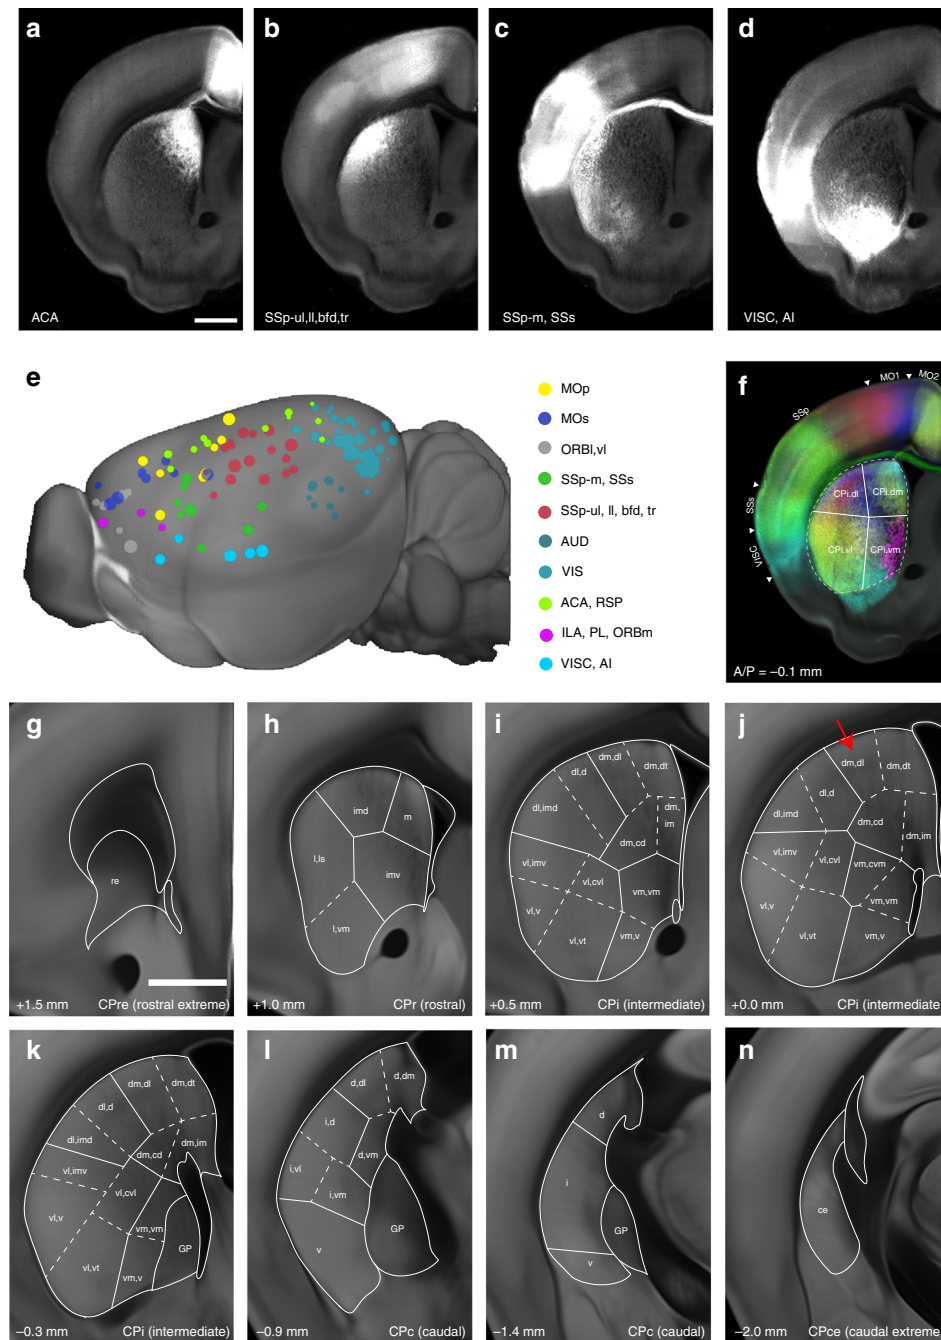 a
ACA
b
SSp-ul,ll,bfd,tr
c
SSp-m, SSs
d
VISC, AI
e
MOp
MOs
ORBl,vl
SSp-m, SSs
SSp-ul, ll, bfd, tr
AUD
VIS
ACA, RSP
ILA, PL, ORBm
VISC, AI
f
MO1
MO2
SSp
SSs
VISC
CPi.dl
CPi.dm
CPi.vl
CPi.vm
A/P = −0.1 mm
g
re
+1.5 mm
CPre (rostral extreme)
h
imd
m
l,ls
imv
l,vm
+1.0 mm
CPr (rostral)
i
dm,dl
dm,dt
dl,d
dl,imd
dm,
im
dm,cd
vl,imv
vl,cvl
vm,vm
vl,v
vl,vt
vm,v
+0.5 mm
CPi (intermediate)
j
dm,dl
dm,dt
dl,d
dl,imd
dm,cd
dm,im
vl,imv
vl,cvl
vm,cvm
vl,v
vm,vm
vl,vt
vm,v
+0.0 mm
CPi (intermediate)
k
dm,dl
dm,dt
dl,d
dl,imd
dm,cd
dm,im
vl,imv
vl,cvl
vl,v
vm,vm
GP
vl,vt
vm,v
−0.3 mm
CPi (intermediate)
l
d,dl
d,dm
i,d
d,vm
i,vl
i,vm
GP
v
−0.9 mm
CPc (caudal)
m
d
i
GP
v
−1.4 mm
CPc (caudal)
n
ce
−2.0 mm
CPce (caudal extreme)